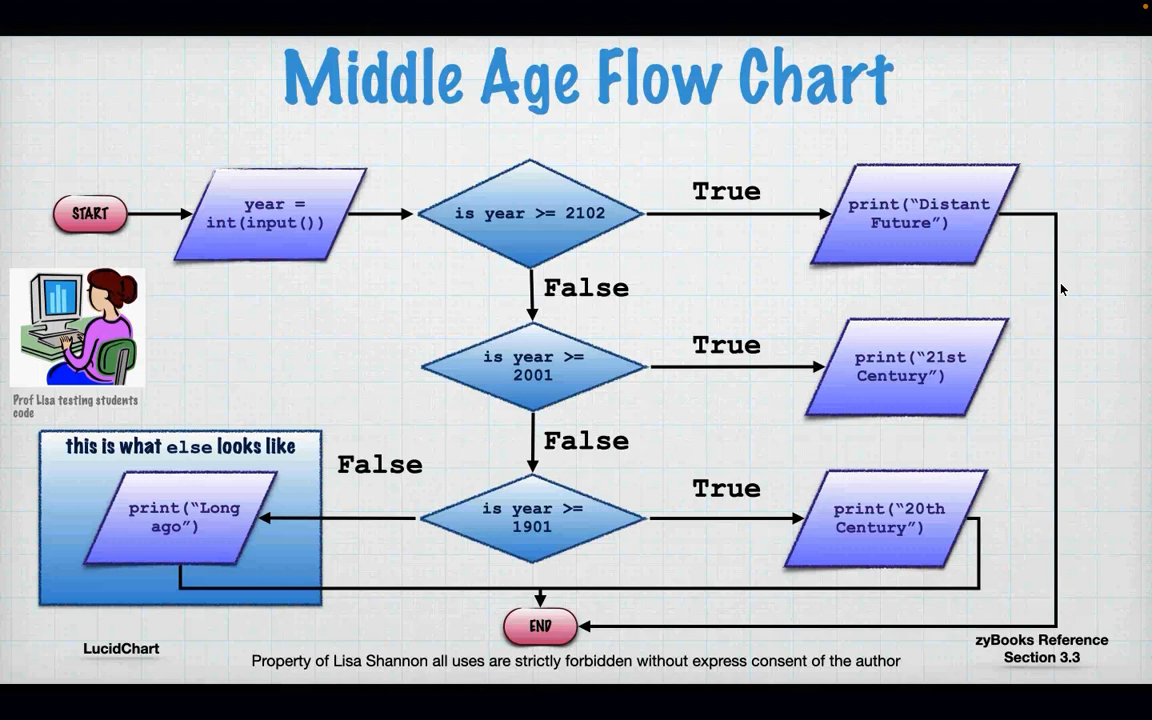 Middle Age Flow Chart
START
year =
int(input())
is year >= 2102
True
print(“Distant
Future”)
False
is year >=
2001
True
print(“21st
Century”)
Prof Lisa testing students
code
False
this is what else looks like
print(“Long
ago”)
False
is year >=
1901
True
print(“20th
Century”)
END
LucidChart
Property of Lisa Shannon all uses are strictly forbidden without express consent of the author
zyBooks Reference
Section 3.3